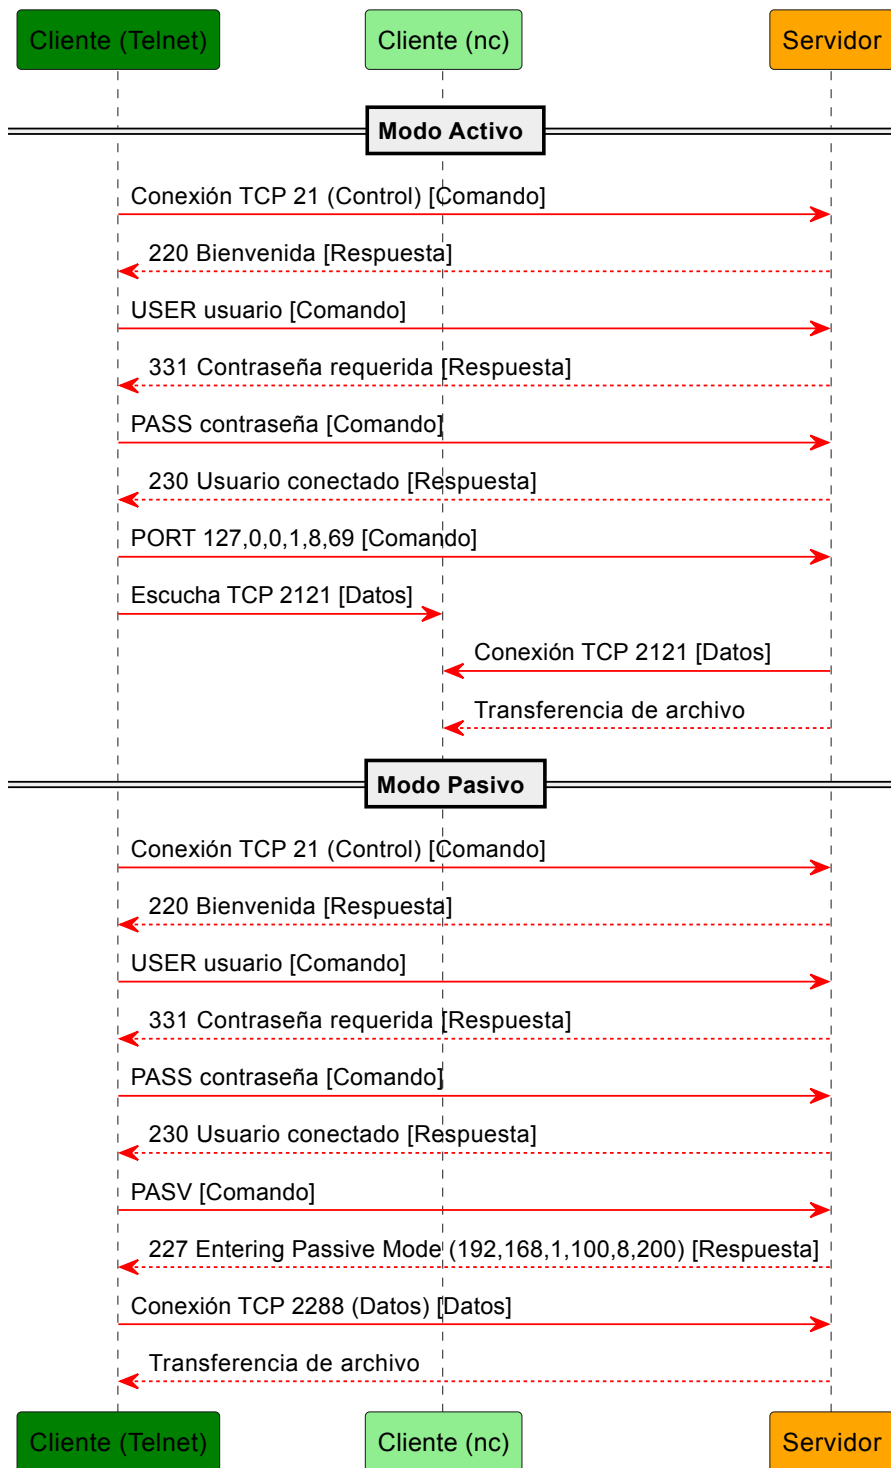 Cliente (Telnet) Cliente (nc) Servidor
Modo Activo
Conexión TCP 21 (Control) [Comando]
220 Bienvenida [Respuesta]
USER usuario [Comando]
331 Contraseña requerida [Respuesta]
PASS contraseña [Comando]
230 Usuario conectado [Respuesta]
PORT 127,0,0,1,8,69 [Comando]
Escucha TCP 2121 [Datos]
Conexión TCP 2121 [Datos]
Transferencia de archivo
Modo Pasivo
Conexión TCP 21 (Control) [Comando]
220 Bienvenida [Respuesta]
USER usuario [Comando]
331 Contraseña requerida [Respuesta]
PASS contraseña [Comando]
230 Usuario conectado [Respuesta]
PASV [Comando]
227 Entering Passive Mode (192,168,1,100,8,200) [Respuesta]
Conexión TCP 2288 (Datos) [Datos]
Transferencia de archivo
Cliente (Telnet) Cliente (nc) Servidor